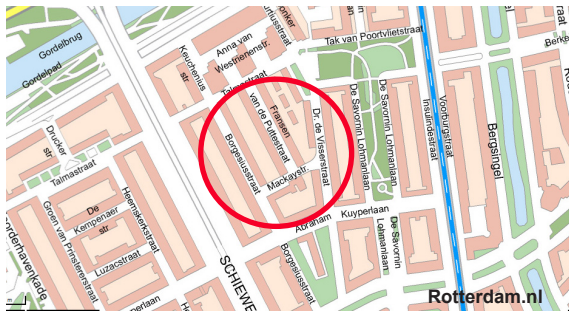 Gordelbrug
Gordelpad
Keuchenius
str
Anna van
Westrienenstr.
Tak van Poortvlietstraat
Talmastraat
Fransen
van de Puttestraat
Borgesiusstraat
Mackaystr.
Dr. de Visserstraat
De Savornin Lohmanlaan
De Savornin
Lohmanlaan
Insulindestraat
Voorburgstraat
Bergsingel
Drucker
str
Talmastraat
De
Kempenaer
str
Heemskerkstraat
Groen van Prinstererstraat
Luzacstraat
SCHIEWE
Borgesiusstraat
Abraham
Kuyperlaan
De Savornin
Lohmanlaan
Rotterdam.nl